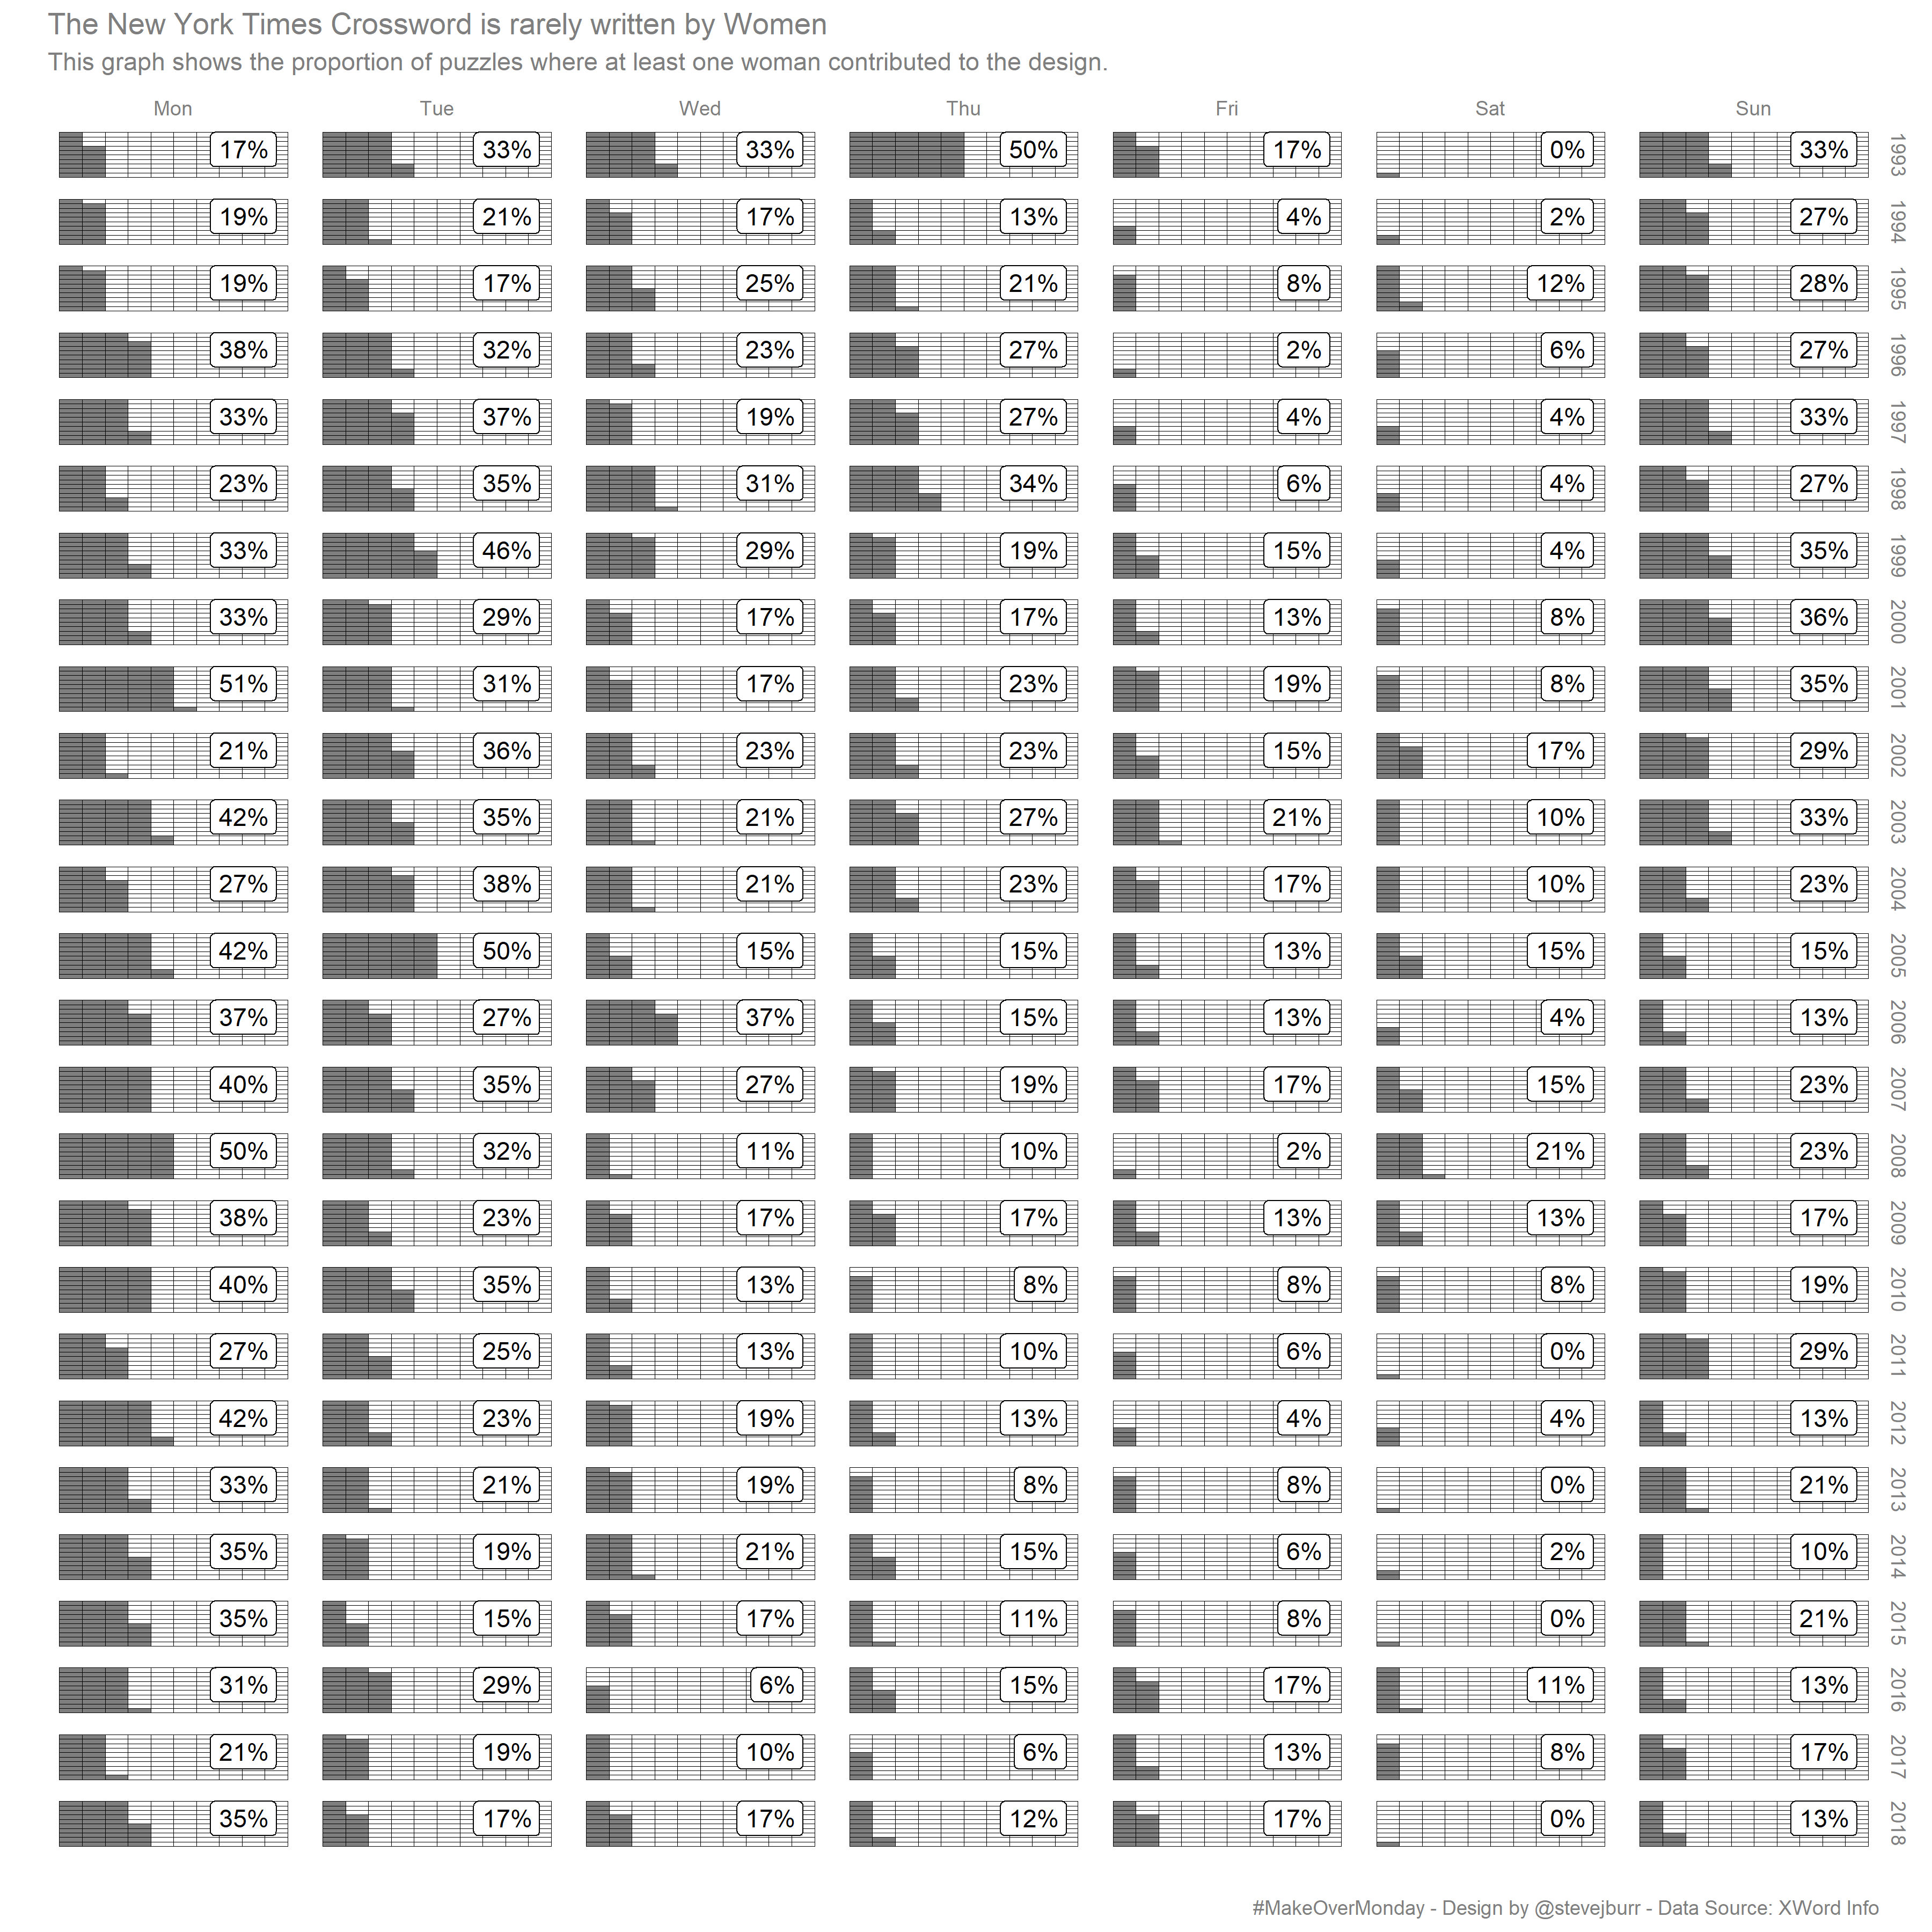 The New York Times Crossword is rarely written by Women
This graph shows the proportion of puzzles where at least one woman contributed to the design.
Mon Tue Wed Thu Fri Sat Sun
17% 33% 33% 50% 17% 0% 33% 1993
19% 21% 17% 13% 4% 2% 27% 1994
19% 17% 25% 21% 8% 12% 28% 1995
38% 32% 23% 27% 2% 6% 27% 1996
33% 37% 19% 27% 4% 4% 33% 1997
23% 35% 31% 34% 6% 4% 27% 1998
33% 46% 29% 19% 15% 4% 35% 1999
33% 29% 17% 17% 13% 8% 36% 2000
51% 31% 17% 23% 19% 8% 35% 2001
21% 36% 23% 23% 15% 17% 29% 2002
42% 35% 21% 27% 21% 10% 33% 2003
27% 38% 21% 23% 17% 10% 23% 2004
42% 50% 15% 15% 13% 15% 15% 2005
37% 27% 37% 15% 13% 4% 13% 2006
40% 35% 27% 19% 17% 15% 23% 2007
50% 32% 11% 10% 2% 21% 23% 2008
38% 23% 17% 17% 13% 13% 17% 2009
40% 35% 13% 8% 8% 8% 19% 2010
27% 25% 13% 10% 6% 0% 29% 2011
42% 23% 19% 13% 4% 4% 13% 2012
33% 21% 19% 8% 8% 0% 21% 2013
35% 19% 21% 15% 6% 2% 10% 2014
35% 15% 17% 11% 8% 0% 21% 2015
31% 29% 6% 15% 17% 11% 13% 2016
21% 19% 10% 6% 13% 8% 17% 2017
35% 17% 17% 12% 17% 0% 13% 2018
#MakeOverMonday - Design by @stevejburr - Data Source: XWord Info